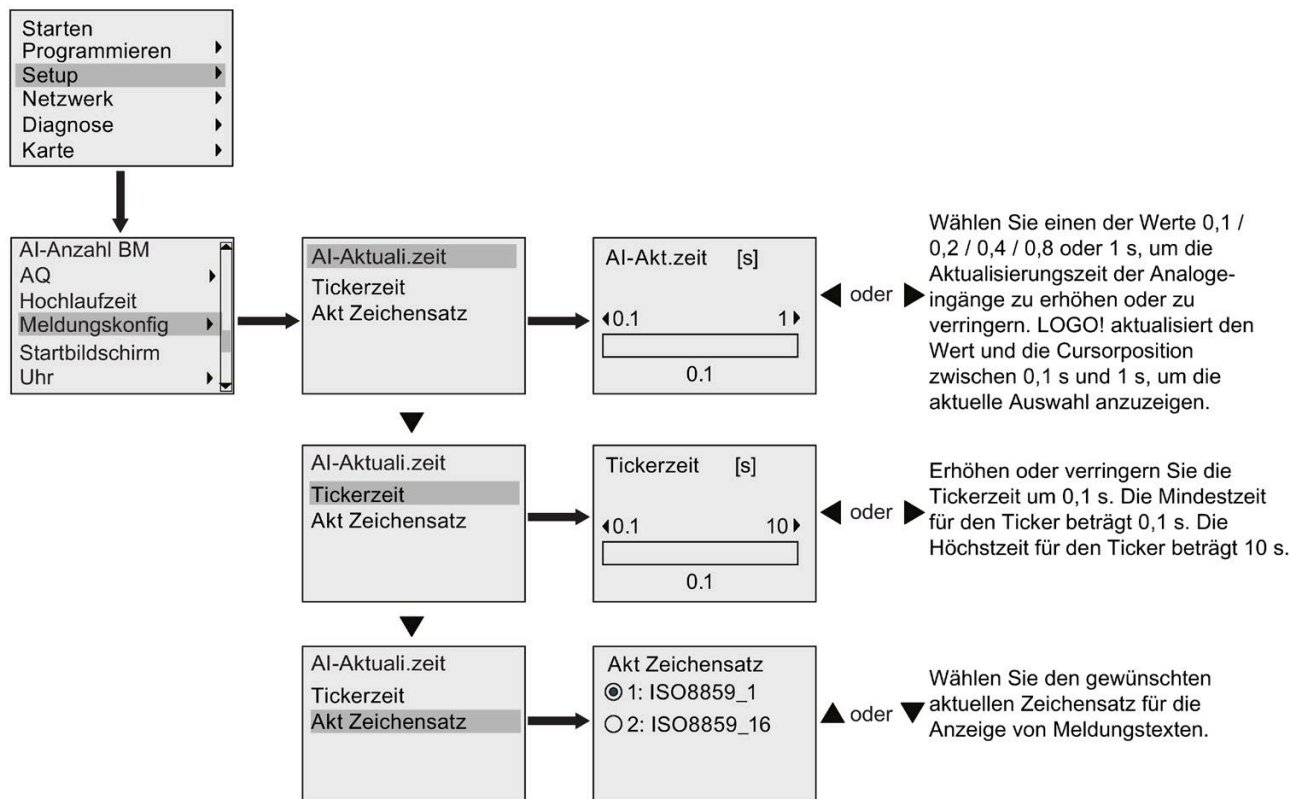 Starten
Programmieren
Setup
Netzwerk
Diagnose
Karte
AI-Anzahl BM
AQ
Hochlaufzeit
Meldungskonfig
Startbildschirm
Uhr
AI-Aktuali.zeit
Tickerzeit
Akt Zeichensatz
AI-Akt.zeit [s]
0.1 1
0.1
oder
Wählen Sie einen der Werte 0,1 /
0,2 / 0,4 / 0,8 oder 1 s, um die
Aktualisierungszeit der Analoge-
ingänge zu erhöhen oder zu
verringern. LOGO! aktualisiert den
Wert und die Cursorposition
zwischen 0,1 s und 1 s, um die
aktuelle Auswahl anzuzeigen.
AI-Aktuali.zeit
Tickerzeit
Akt Zeichensatz
Tickerzeit [s]
0.1 10
0.1
oder
Erhöhen oder verringern Sie die
Tickerzeit um 0,1 s. Die Mindestzeit
für den Ticker beträgt 0,1 s. Die
Höchstzeit für den Ticker beträgt 10 s.
AI-Aktuali.zeit
Tickerzeit
Akt Zeichensatz
Akt Zeichensatz
1: ISO8859_1
2: ISO8859_16
oder
Wählen Sie den gewünschten
aktuellen Zeichensatz für die
Anzeige von Meldungstexten.